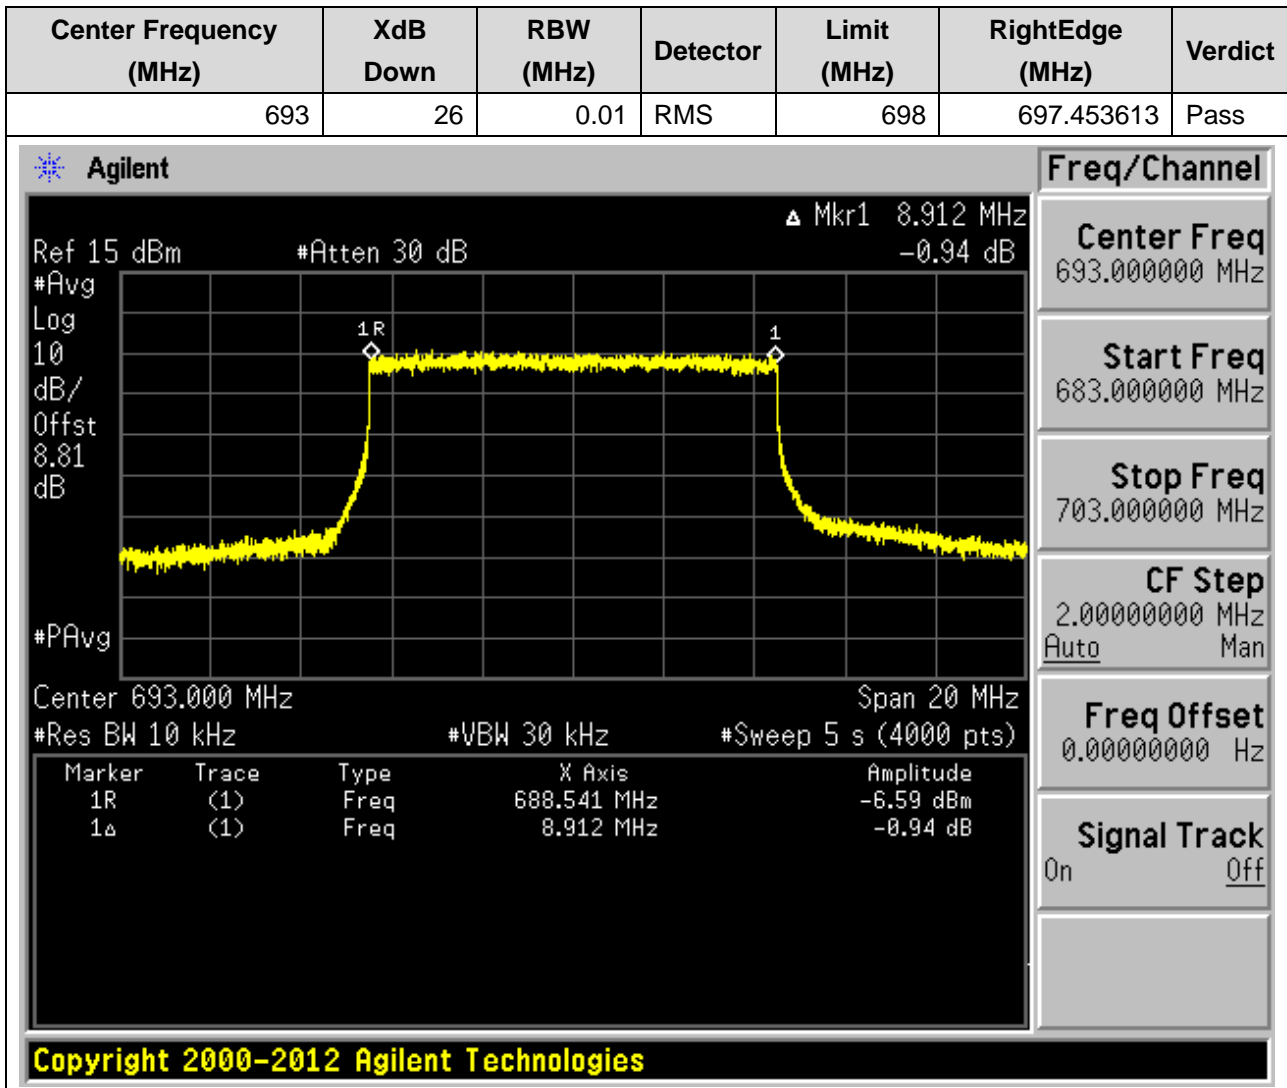 Center Frequency (MHz) XdB Down RBW (MHz) Detector Limit (MHz) RightEdge (MHz) Verdict
693 26 0.01 RMS 698 697.453613 Pass
Agilent
Freq/Channel
Δ Mkr1 8.912 MHz
Ref 15 dBm #Atten 30 dB -0.94 dB
#Avg
Log
10
dB/
Offst
8.81
dB
#PAvg
1R
1
Center 693.000 MHz Span 20 MHz
#Res BW 10 kHz #VBW 30 kHz #Sweep 5 s (4000 pts)
Marker Trace Type X Axis Amplitude
1R (1) Freq 688.541 MHz -6.59 dBm
1Δ (1) Freq 8.912 MHz -0.94 dB
Center Freq
693.000000 MHz
Start Freq
683.000000 MHz
Stop Freq
703.000000 MHz
CF Step
2.00000000 MHz
Auto Man
Freq Offset
0.00000000 Hz
Signal Track
On Off
Copyright 2000-2012 Agilent Technologies